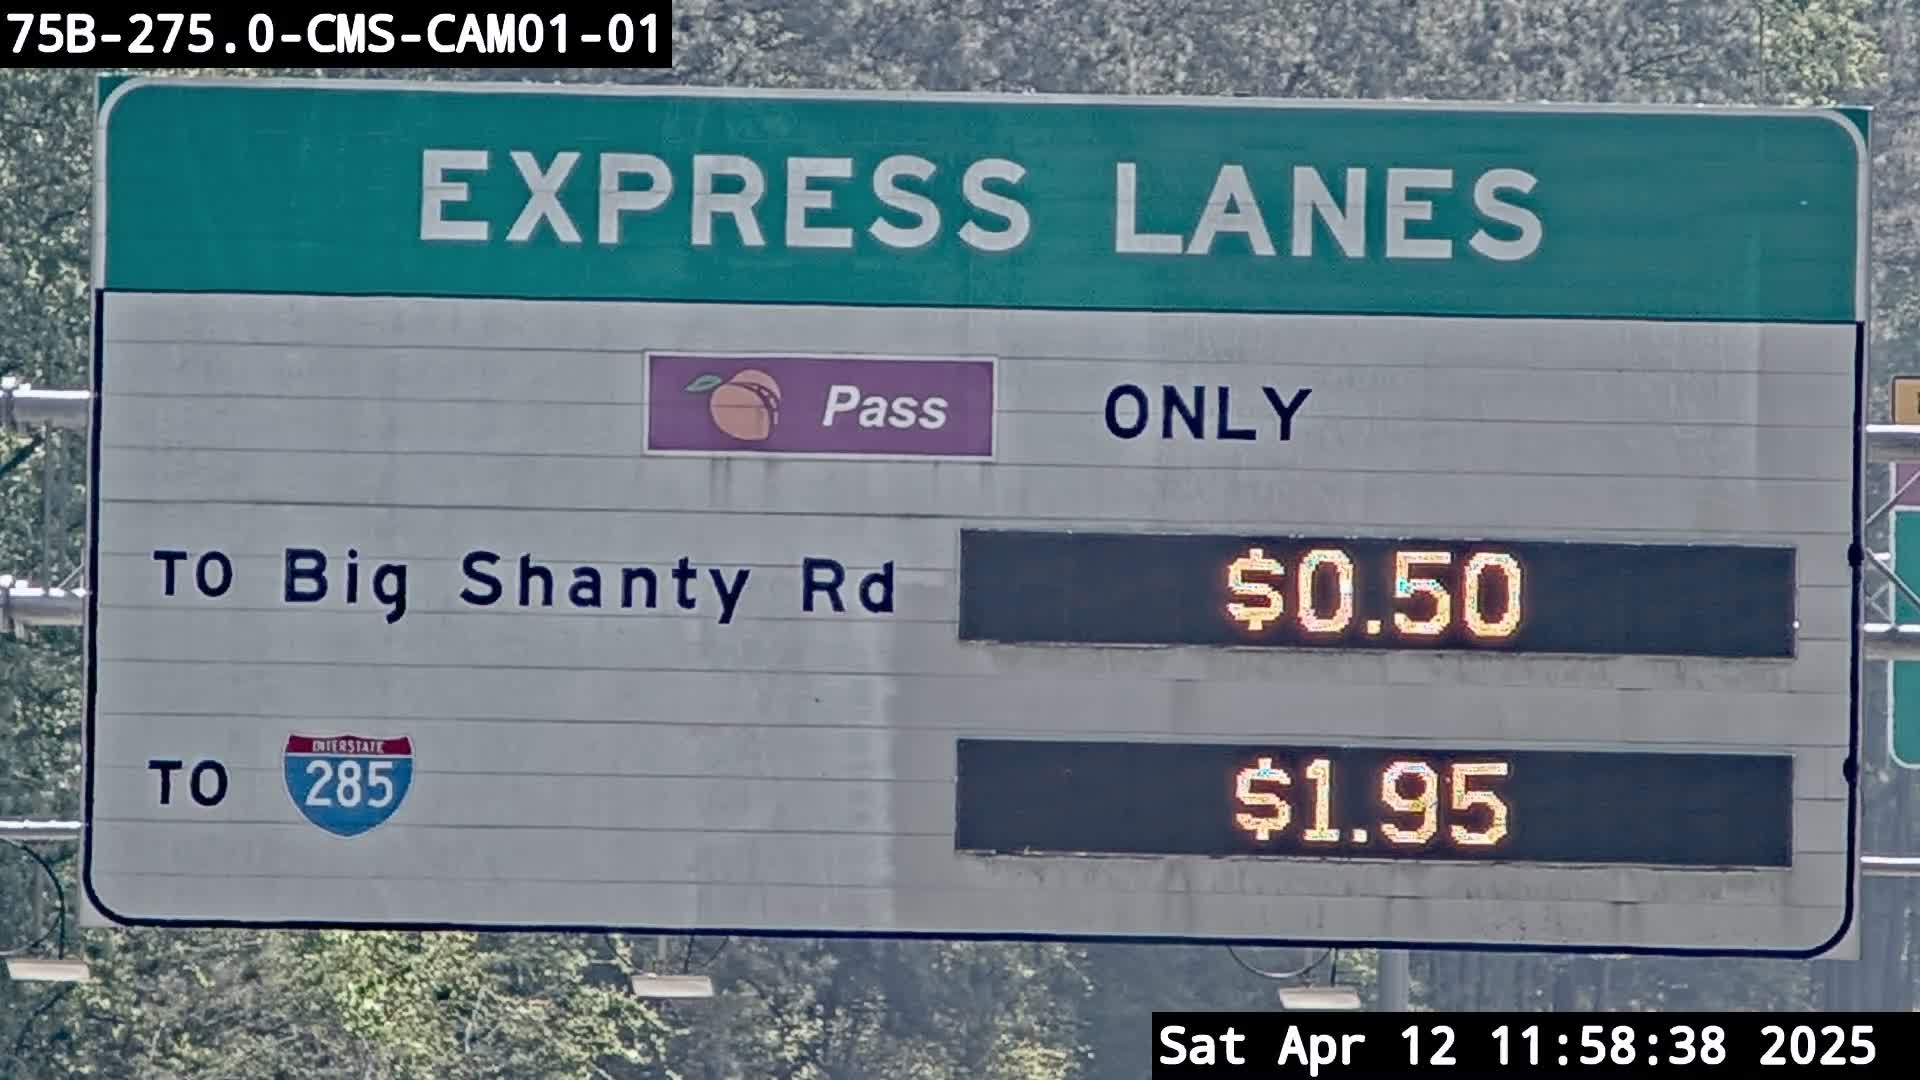 75B-275.0-CMS-CAM01-01
EXPRESS LANES
Pass ONLY
TO Big Shanty Rd $0.50
TO INTERSTATE 285 $1.95
Sat Apr 12 11:58:38 2025